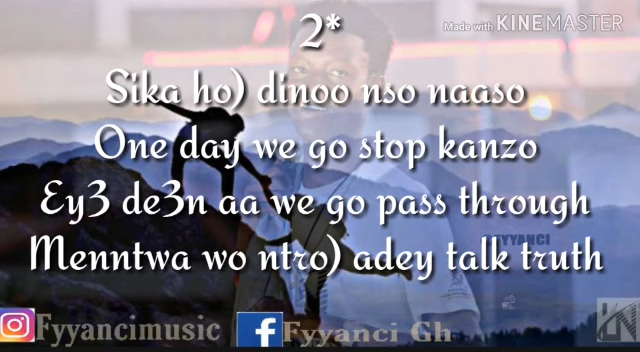 Made with KINEMASTER
2*
Sika ho) dinoo nso naaso
One day we go stop kanzo
Ey3 de3n aa we go pass through
Menntwa wo ntro) adey talk truth
FYYANCI
Fyyancimusic
Fyyanci Gh